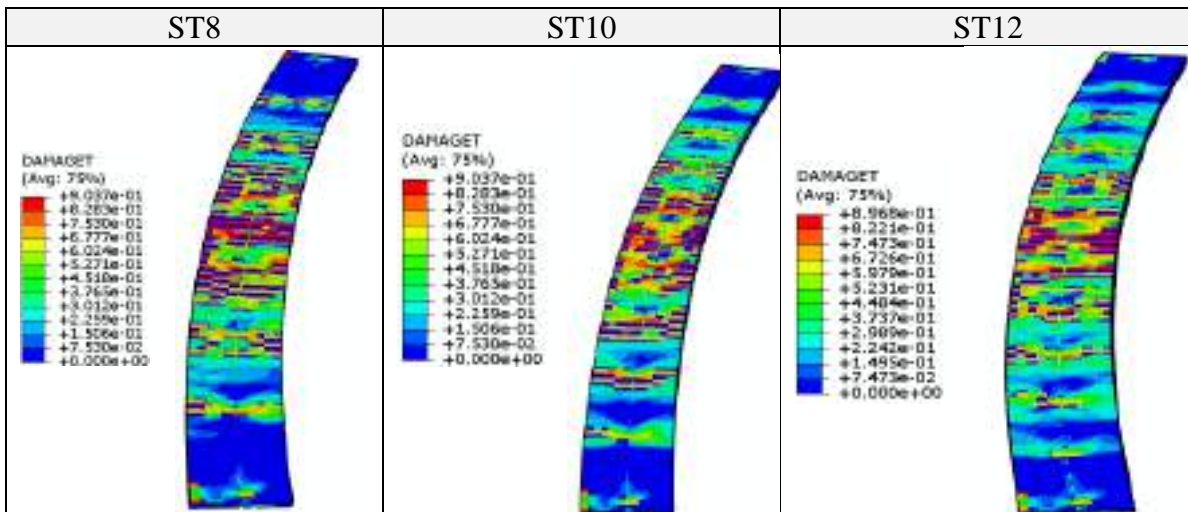 ST8
ST10
ST12
DAMAGET
(Avg: 75%)
+9.037e-01
+8.283e-01
+7.530e-01
+6.777e-01
+6.024e-01
+5.271e-01
+4.518e-01
+3.765e-01
+3.012e-01
+2.259e-01
+1.506e-01
+7.530e-02
+0.000e+00
DAMAGET
(Avg: 75%)
+9.037e-01
+8.283e-01
+7.530e-01
+6.777e-01
+6.024e-01
+5.271e-01
+4.518e-01
+3.765e-01
+3.012e-01
+2.259e-01
+1.506e-01
+7.530e-02
+0.000e+00
DAMAGET
(Avg: 75%)
+8.968e-01
+8.221e-01
+7.473e-01
+6.726e-01
+5.979e-01
+5.231e-01
+4.484e-01
+3.737e-01
+2.989e-01
+2.242e-01
+1.495e-01
+7.473e-02
+0.000e+00